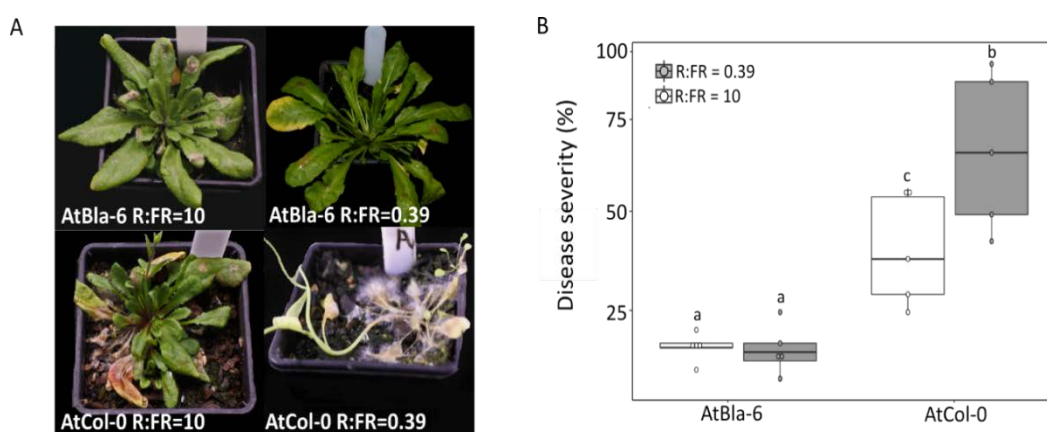 A
AtBla-6 R:FR=10
AtBla-6 R:FR=0.39
AtCol-0 R:FR=10
A
AtCol-0 R:FR=0.39
B
Disease severity (%)
100
75
50
25
R:FR = 0.39
R:FR = 10
a
a
c
b
AtBla-6
AtCol-0